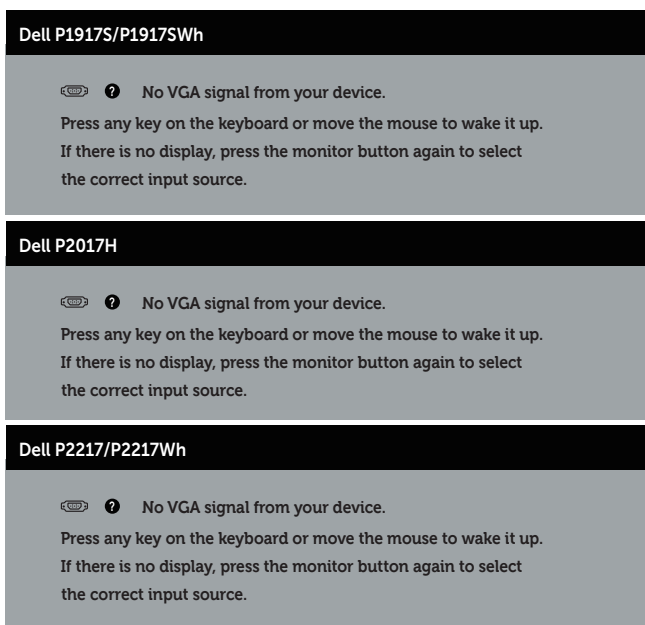 Dell P1917S/P1917SWh
? No VGA signal from your device.
Press any key on the keyboard or move the mouse to wake it up.
If there is no display, press the monitor button again to select
the correct input source.
Dell P2017H
? No VGA signal from your device.
Press any key on the keyboard or move the mouse to wake it up.
If there is no display, press the monitor button again to select
the correct input source.
Dell P2217/P2217Wh
? No VGA signal from your device.
Press any key on the keyboard or move the mouse to wake it up.
If there is no display, press the monitor button again to select
the correct input source.